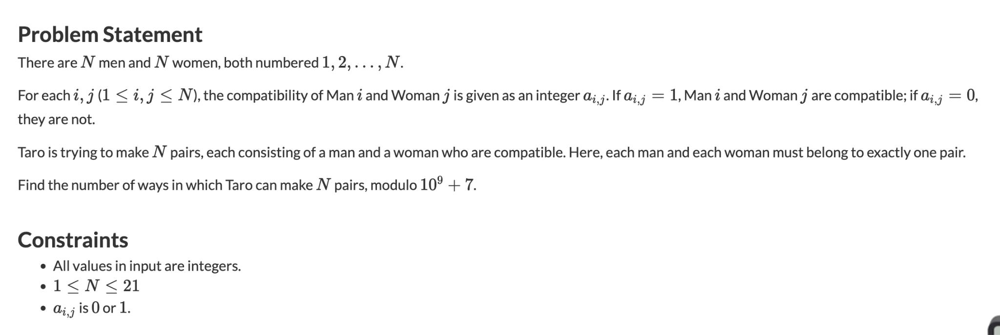 Problem Statement
There are N men and N women, both numbered 1, 2, . . . , N.
For each i, j (1 ≤ i, j ≤ N), the compatibility of Man i and Woman j is given as an integer a_{i,j}. If a_{i,j} = 1, Man i and Woman j are compatible; if a_{i,j} = 0,
they are not.
Taro is trying to make N pairs, each consisting of a man and a woman who are compatible. Here, each man and each woman must belong to exactly one pair.
Find the number of ways in which Taro can make N pairs, modulo 10^9 + 7.
Constraints
• All values in input are integers.
• 1 ≤ N ≤ 21
• a_{i,j} is 0 or 1.